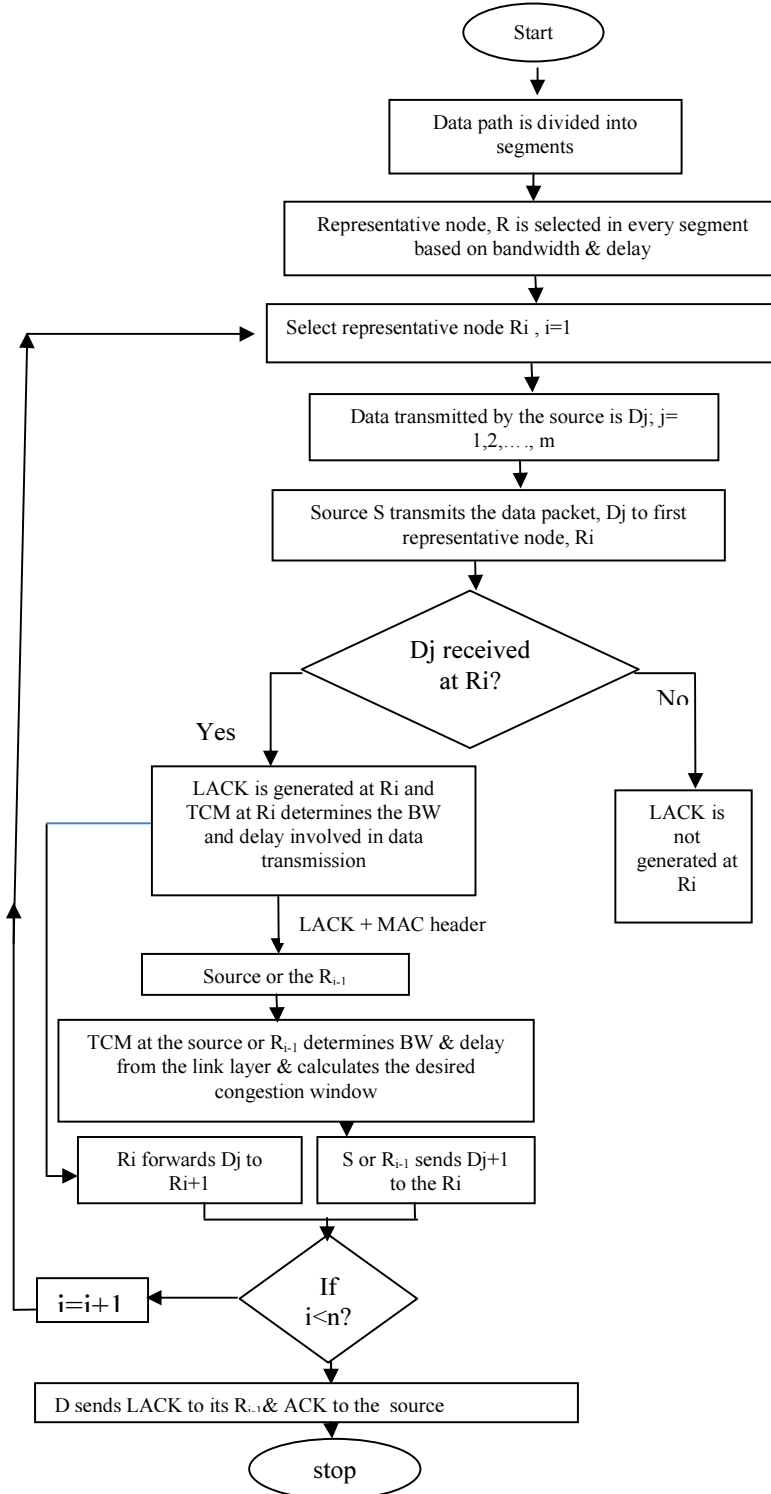 Start
Data path is divided into
segments
Representative node, R is selected in every segment
based on bandwidth & delay
Select representative node Ri , i=1
Data transmitted by the source is Dj; j=
1,2,…., m
Source S transmits the data packet, Dj to first
representative node, Ri
Dj received
at Ri?
Yes
No
LACK is generated at Ri and
TCM at Ri determines the BW
and delay involved in data
transmission
LACK is
not
generated at
Ri
LACK + MAC header
Source or the Ri-1
TCM at the source or Ri-1 determines BW & delay
from the link layer & calculates the desired
congestion window
Ri forwards Dj to
Ri+1
S or Ri-1 sends Dj+1
to the Ri
If
i<n?
i=i+1
D sends LACK to its Ri-1& ACK to the source
stop